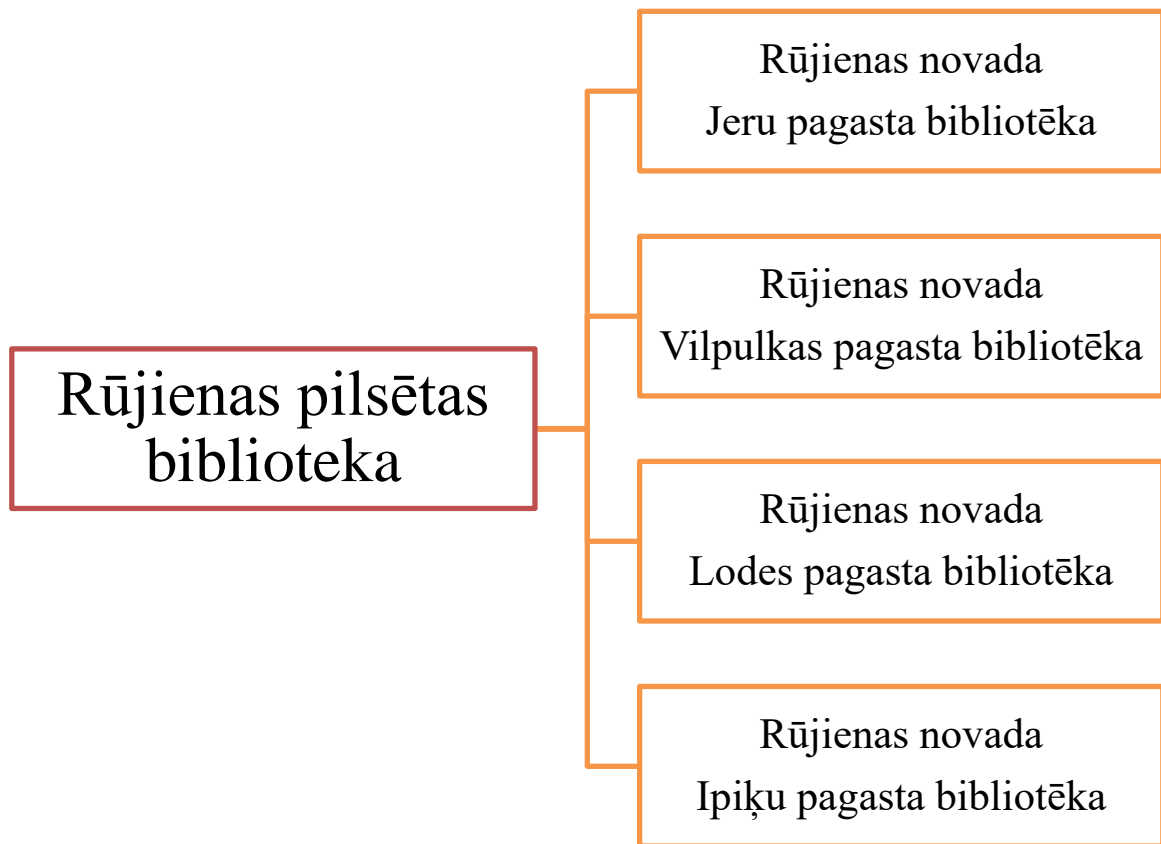 Rūjienas pilsētas
biblioteka
Rūjienas novada
Jeru pagasta bibliotēka
Rūjienas novada
Vilpulkas pagasta bibliotēka
Rūjienas novada
Lodes pagasta bibliotēka
Rūjienas novada
Ipiķu pagasta bibliotēka